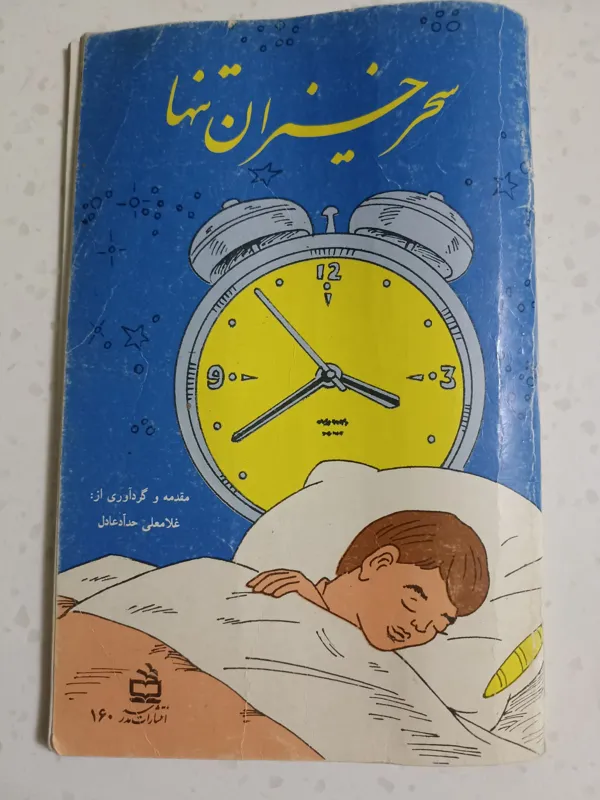 سحرخیزان تنها
12
9
3
مقدمه و گردآوری از:
غلامعلی حدادعادل
انتشارات مدرسه
۱۶۰